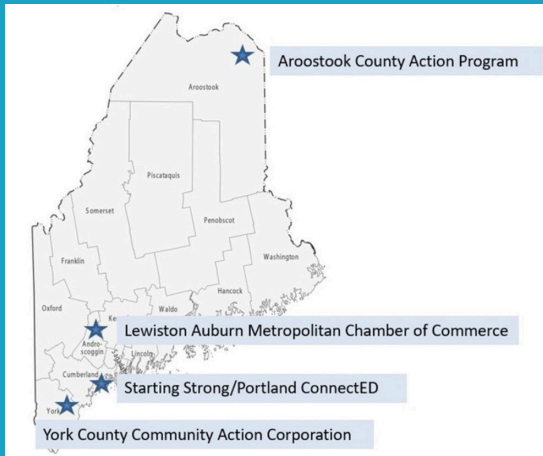 Aroostook County Action Program
Aroostook
Piscataquis
Somerset
Penobscot
Washington
Franklin
Hancock
Oxford
Waldo
Ke
Lewiston Auburn Metropolitan Chamber of Commerce
Andro-
scoggin
Lincoln
Cumberland
Starting Strong/Portland ConnectED
York
York County Community Action Corporation